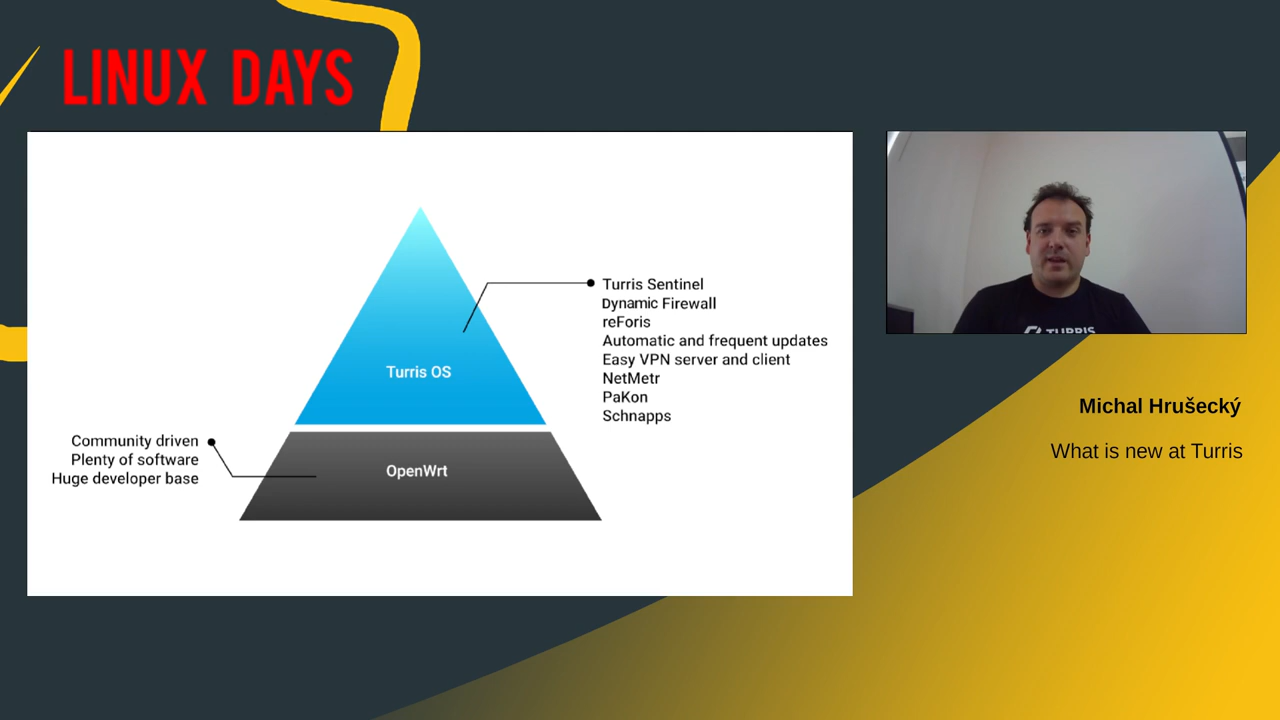 LINUX DAYS
Turris Sentinel
Dynamic Firewall
reForis
Automatic and frequent updates
Easy VPN server and client
NetMetr
PaKon
Schnapps
Turris OS
Community driven
Plenty of software
Huge developer base
OpenWrt
TURRIS
Michal Hrušecký
What is new at Turris